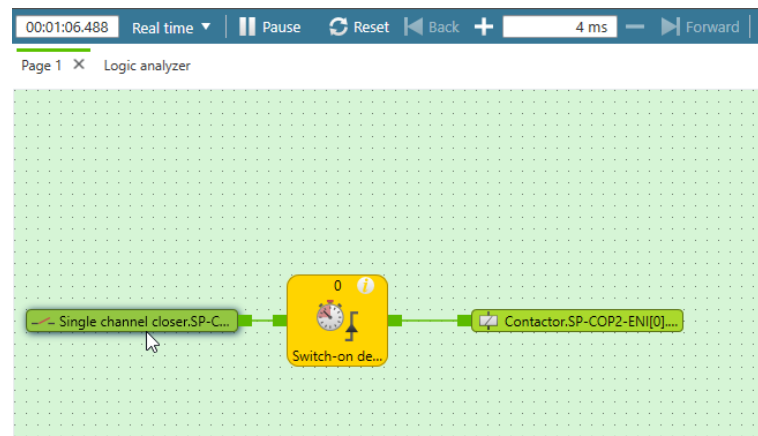 00:01:06.488 Real time Pause Reset Back 4 ms Forward
Page 1 Logic analyzer
0
Single channel closer.SP-C...
Contactor.SP-COP2-ENI[0]....
Switch-on de...